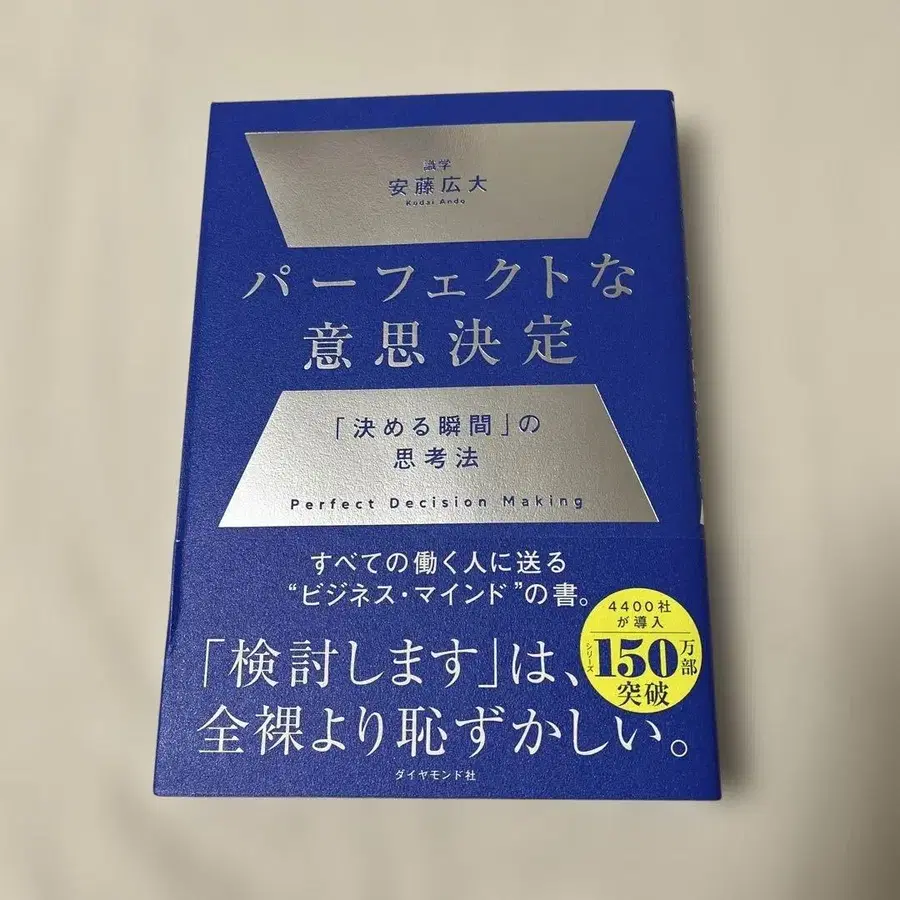 識学
安藤広大
Kodai Ando
パーフェクトな
意思決定
「決める瞬間」の
思考法
Perfect Decision Making
すべての働く人に送る
“ビジネス・マインド”の書。
4400社
が導入
シリーズ
150万部
突破
「検討します」は、
全裸より恥ずかしい。
ダイヤモンド社